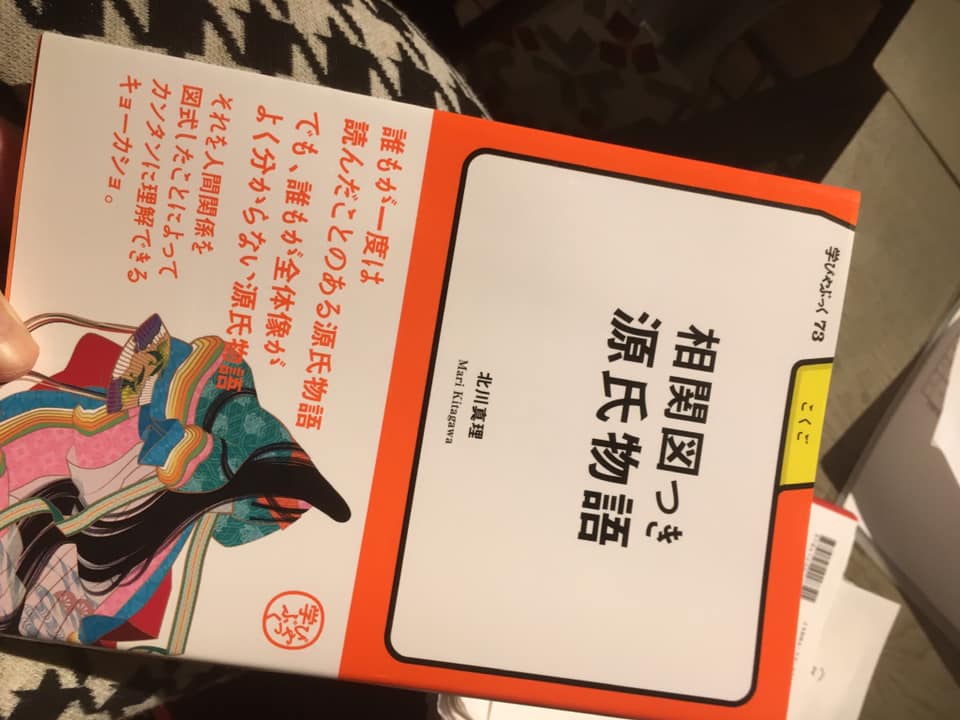 学びやぶっく 73
こくご
相関図つき
源氏物語
北川真理
Mari Kitagawa
誰もが一度は
読んだことのある源氏物語
でも、誰もが全体像が
よく分からない源氏物語
それを人間関係を
図式したことによって
カンタンに理解できる
キョーカショ。
学び
やぶ
っく